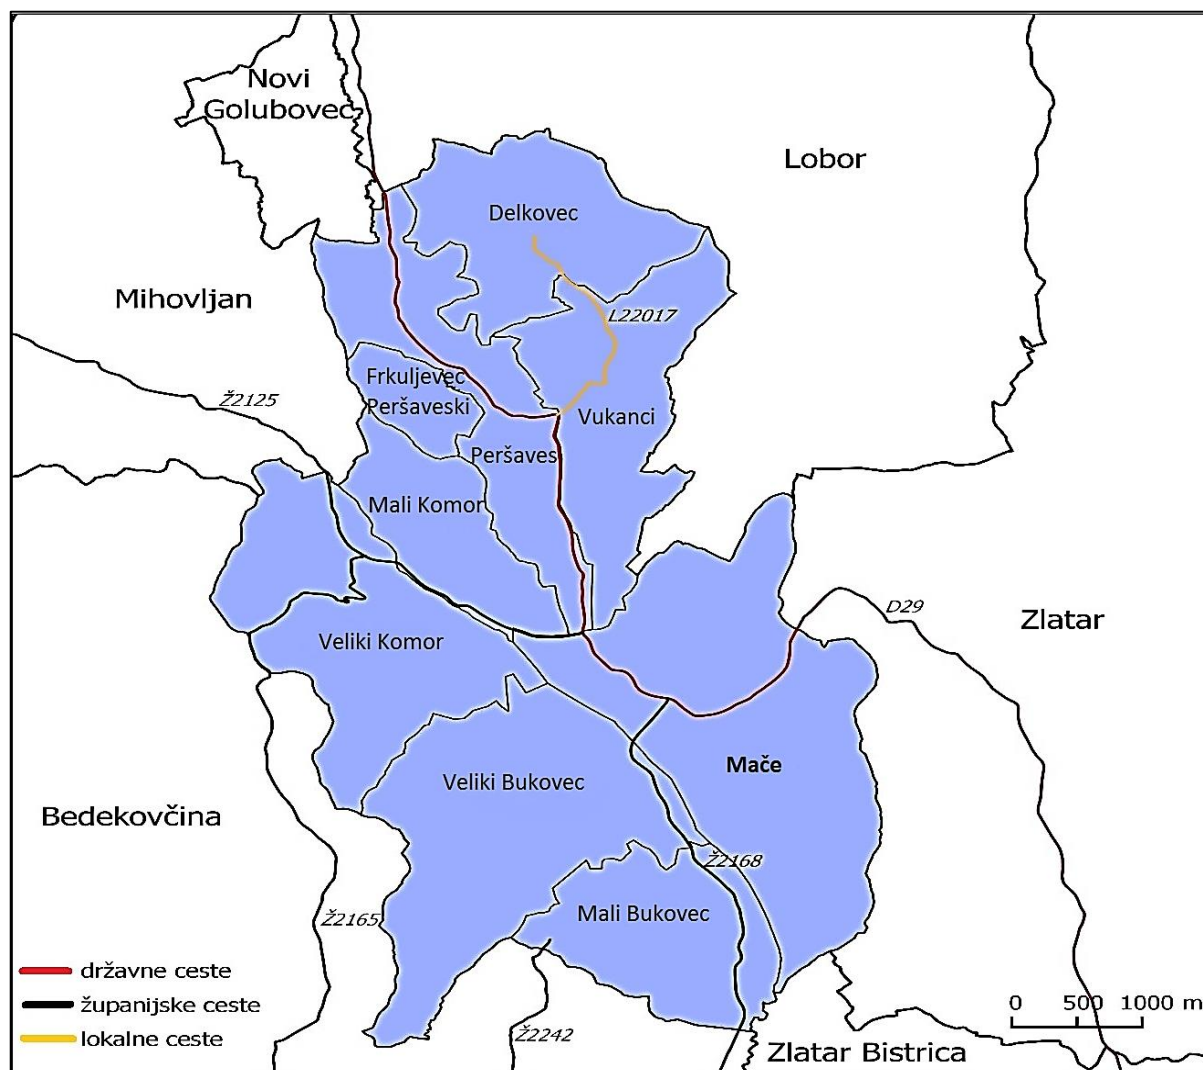 Novi
Golubovec
Lobor
Delkovec
Mihovljan
L22017
Frkuljevec
Peršaveski
Ž2125
Vukanci
Peršaves
Mali Komor
D29
Zlatar
Veliki Komor
Mače
Veliki Bukovec
Bedekovčina
Ž2168
Mali Bukovec
Ž2165
državne ceste
županijske ceste
lokalne ceste
0 500 1000 m
Ž2242
Zlatar Bistrica